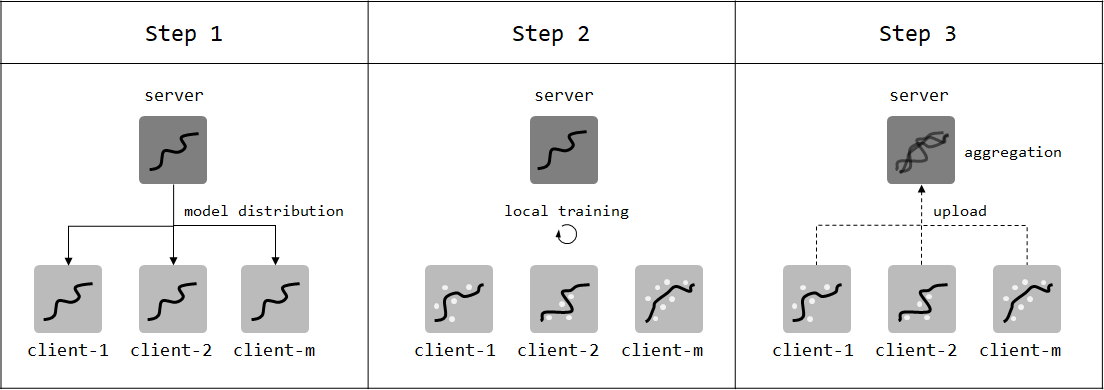 Step 1
server
model distribution
client-1
client-2
client-m
Step 2
server
local training
client-1
client-2
client-m
Step 3
server
aggregation
upload
client-1
client-2
client-m